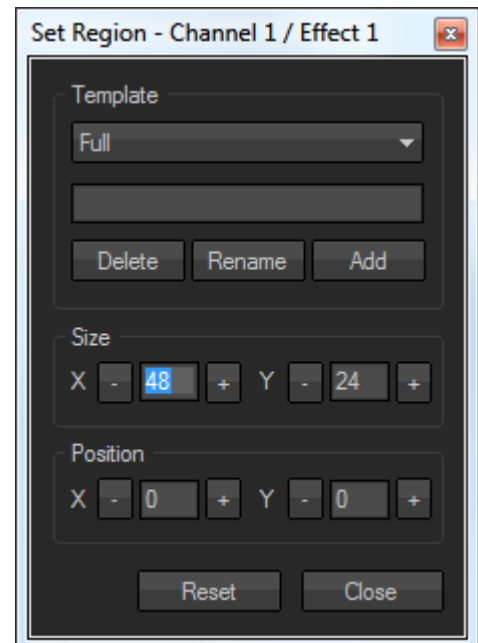 Set Region - Channel 1 / Effect 1
Template
Full
Delete Rename Add
Size
X - 48 + Y - 24 +
Position
X - 0 + Y - 0 +
Reset Close